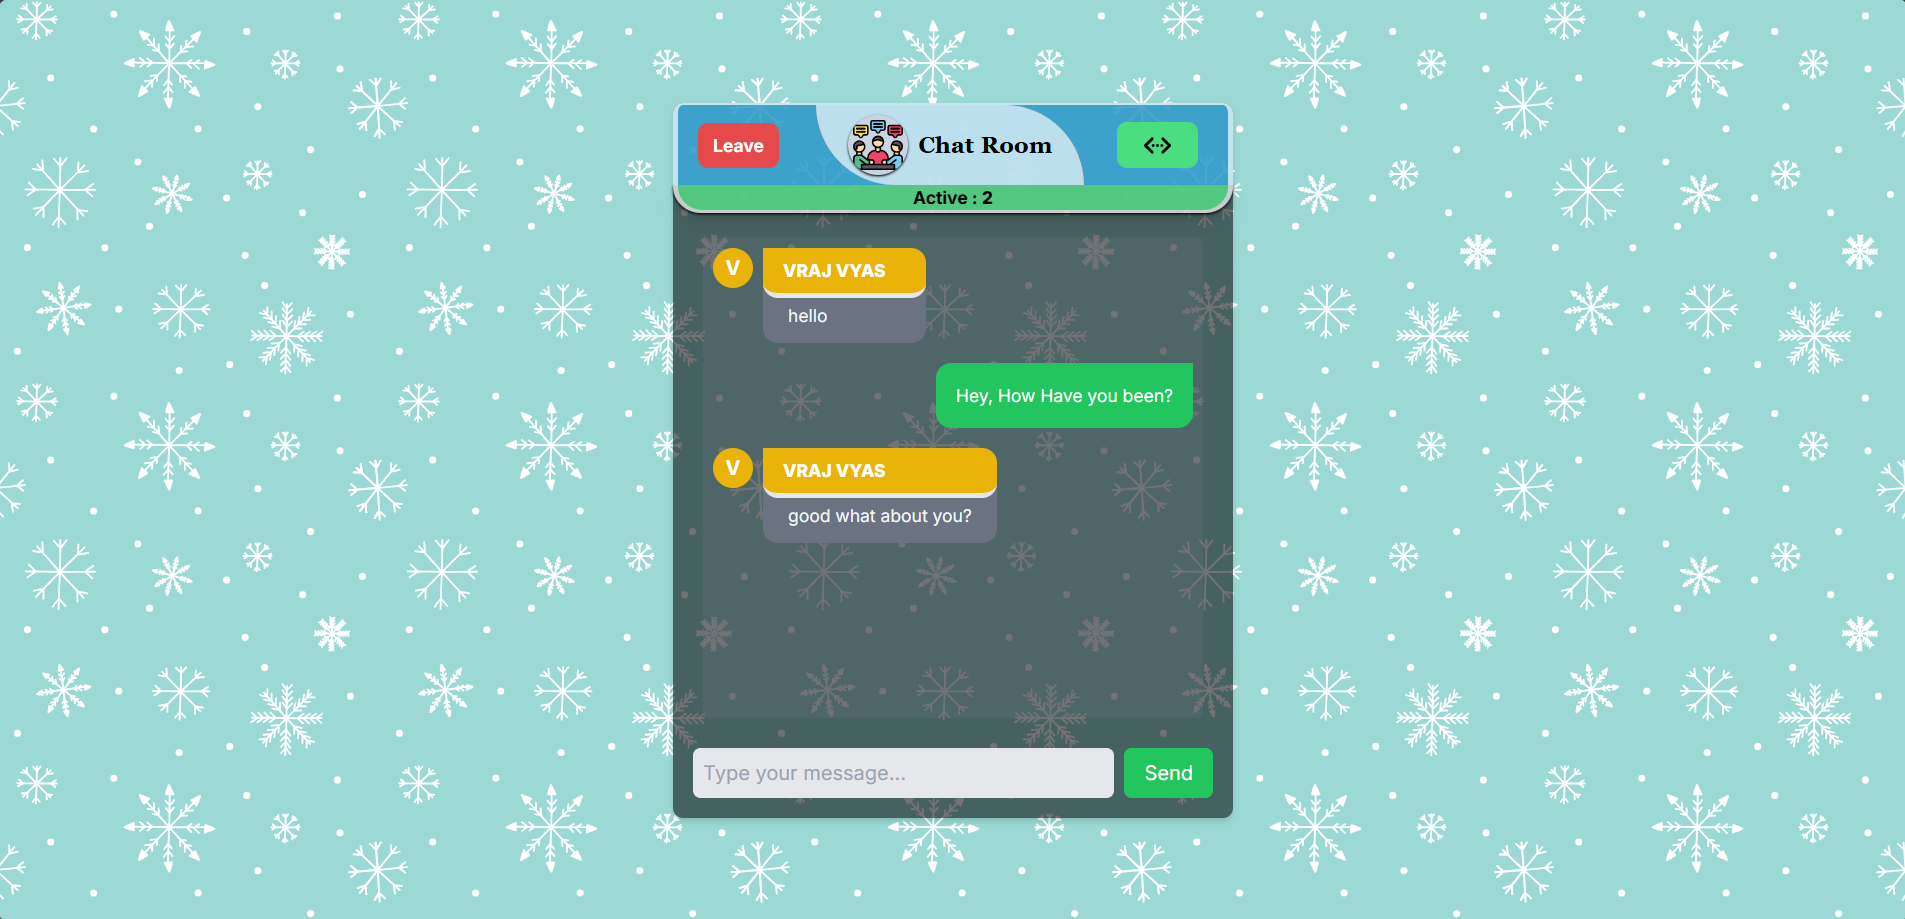 Leave
Chat Room
Active : 2
V
VRAJ VYAS
hello
Hey, How Have you been?
V
VRAJ VYAS
good what about you?
Type your message...
Send